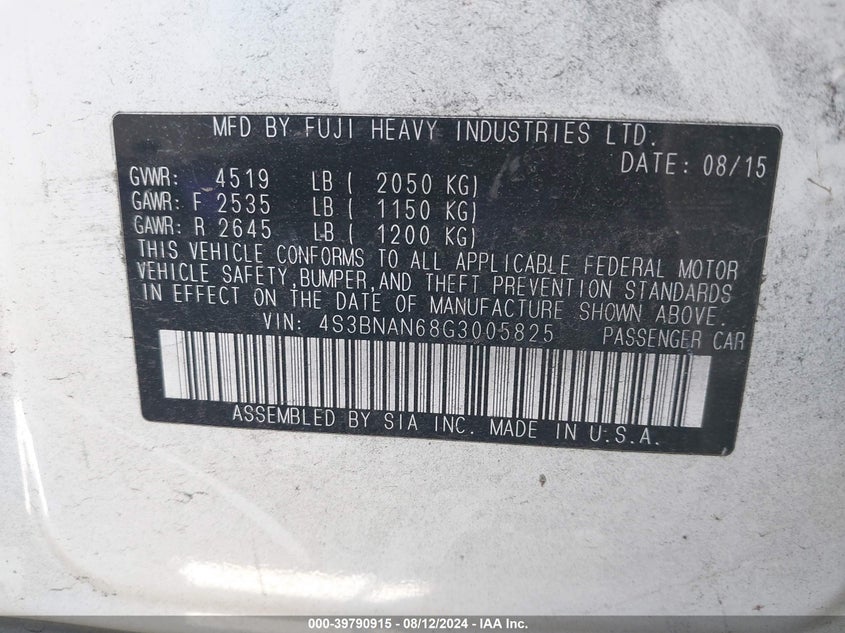 MFD BY FUJI HEAVY INDUSTRIES LTD.
DATE: 08/15
GVWR: 4519 LB ( 2050 KG)
GAWR: F 2535 LB ( 1150 KG)
GAWR: R 2645 LB ( 1200 KG)
THIS VEHICLE CONFORMS TO ALL APPLICABLE FEDERAL MOTOR
VEHICLE SAFETY,BUMPER,AND THEFT PREVENTION STANDARDS
IN EFFECT ON THE DATE OF MANUFACTURE SHOWN ABOVE.
VIN: 4S3BNAN68G3005825 PASSENGER CAR
ASSEMBLED BY SIA INC. MADE IN U.S.A.
000-39790915 - 08/12/2024 - IAA Inc.